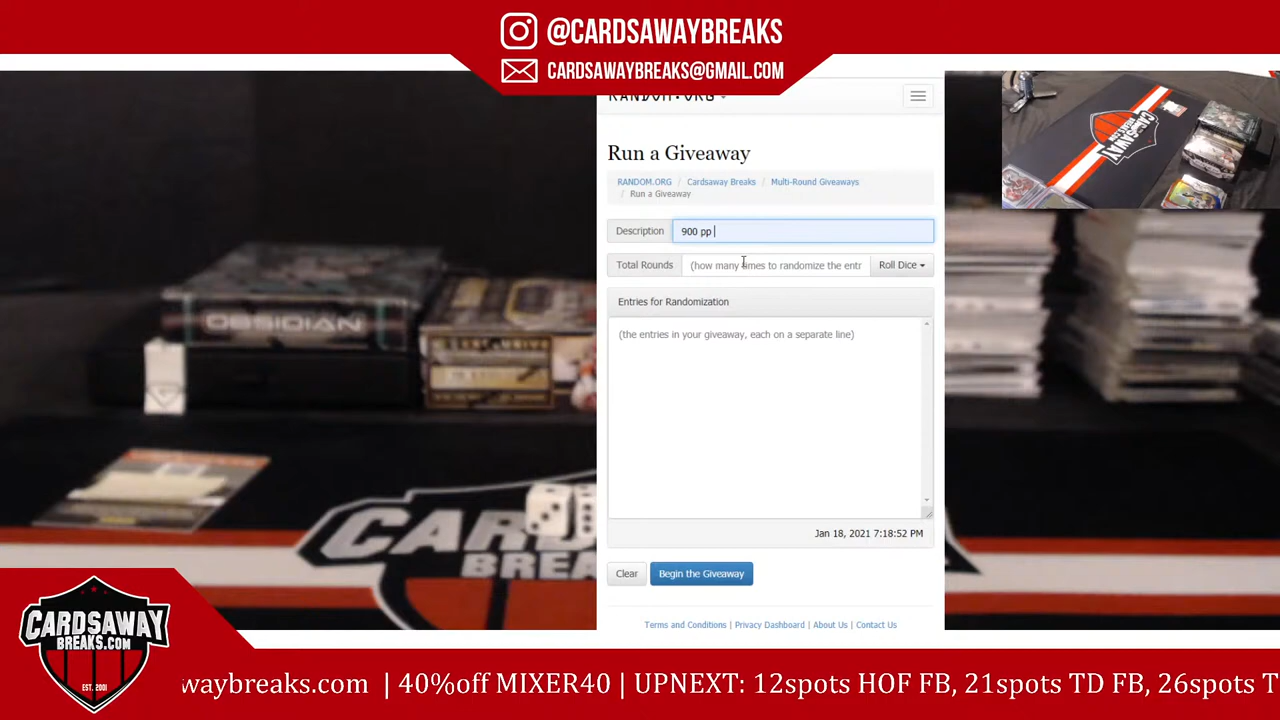 @CARDSAWAYBREAKS
CARDSAWAYBREAKS@GMAIL.COM
RANDOM.ORG
Run a Giveaway
RANDOM.ORG / Cardsaway Breaks / Multi-Round Giveaways
/ Run a Giveaway
Description 900 pp
Total Rounds (how many times to randomize the entr Roll Dice
Entries for Randomization
(the entries in your giveaway, each on a separate line)
Jan 18, 2021 7:18:52 PM
Clear Begin the Giveaway
Terms and Conditions | Privacy Dashboard | About Us | Contact Us
OBSIDIAN
CARDSAWAY
BREAKS.COM
EST. 2001
waybreaks.com | 40%off MIXER40 | UPNEXT: 12spots HOF FB, 21spots TD FB, 26spots T